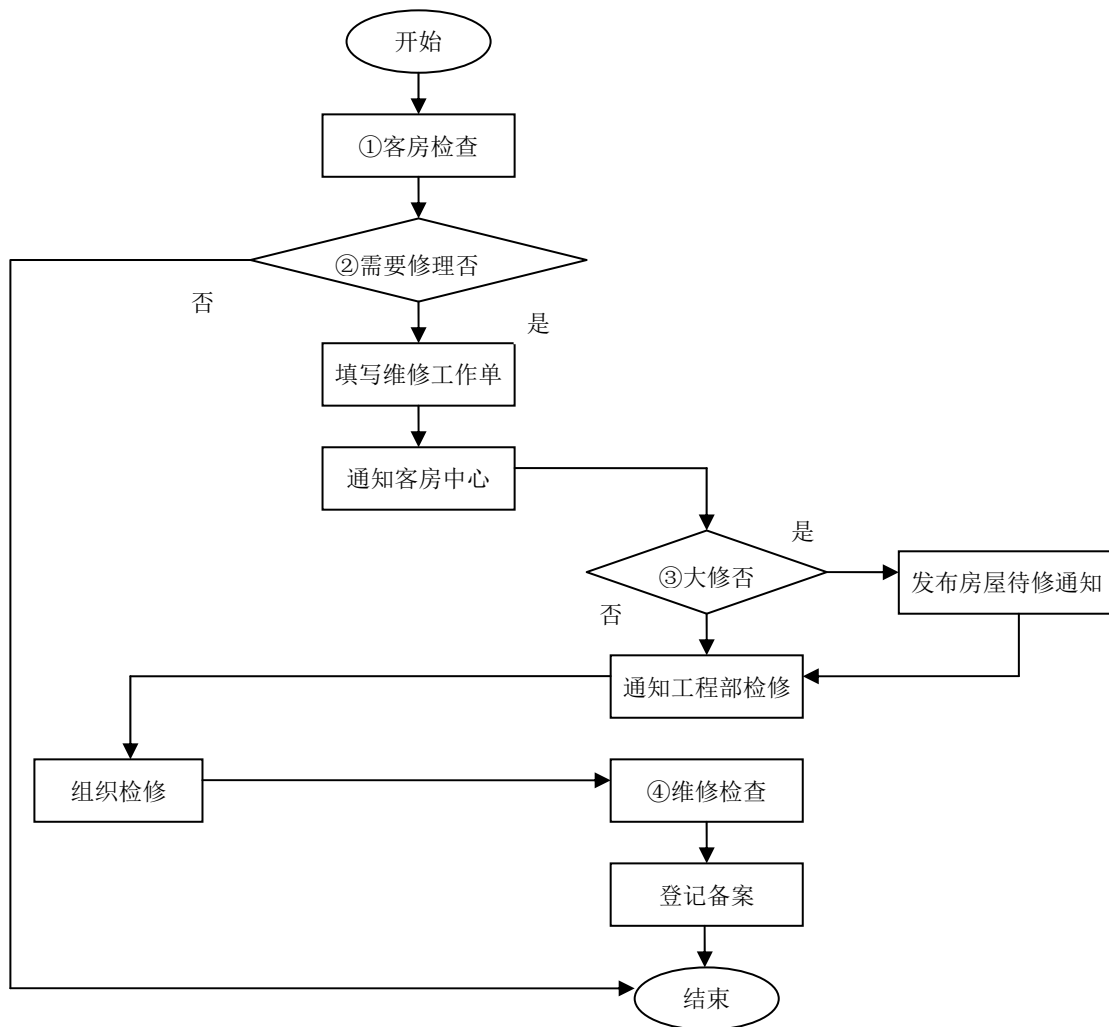 开始
①客房检查
②需要修理否
否
是
填写维修工作单
通知客房中心
是
③大修否
发布房屋待修通知
否
通知工程部检修
组织检修
④维修检查
登记备案
结束